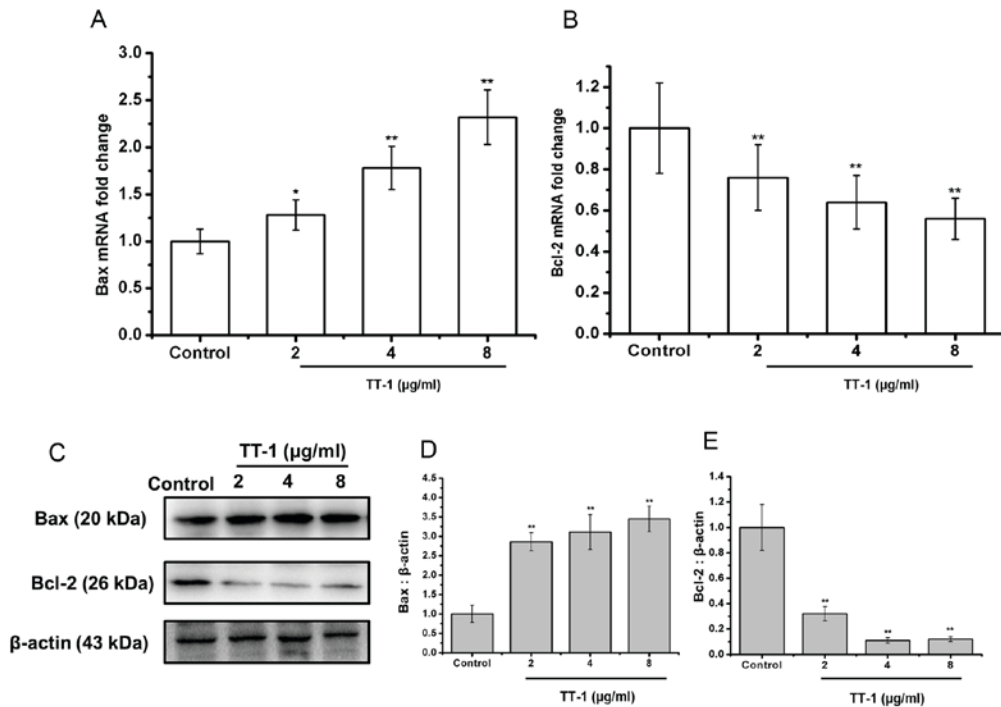 A
Bax mRNA fold change
3.0
2.5
2.0
1.5
1.0
0.5
0.0
*
**
**
Control 2 4 8
TT-1 (µg/ml)
B
Bcl-2 mRNA fold change
1.2
1.0
0.8
0.6
0.4
0.2
0.0
**
**
**
Control 2 4 8
TT-1 (µg/ml)
C
TT-1 (µg/ml)
Control 2 4 8
Bax (20 kDa)
Bcl-2 (26 kDa)
β-actin (43 kDa)
D
Bax : β-actin
4.5
4.0
3.5
3.0
2.5
2.0
1.5
1.0
0.5
0.0
**
**
**
Control 2 4 8
TT-1 (µg/ml)
E
Bcl-2 : β-actin
1.4
1.2
1.0
0.8
0.6
0.4
0.2
0.0
**
**
**
Control 2 4 8
TT-1 (µg/ml)